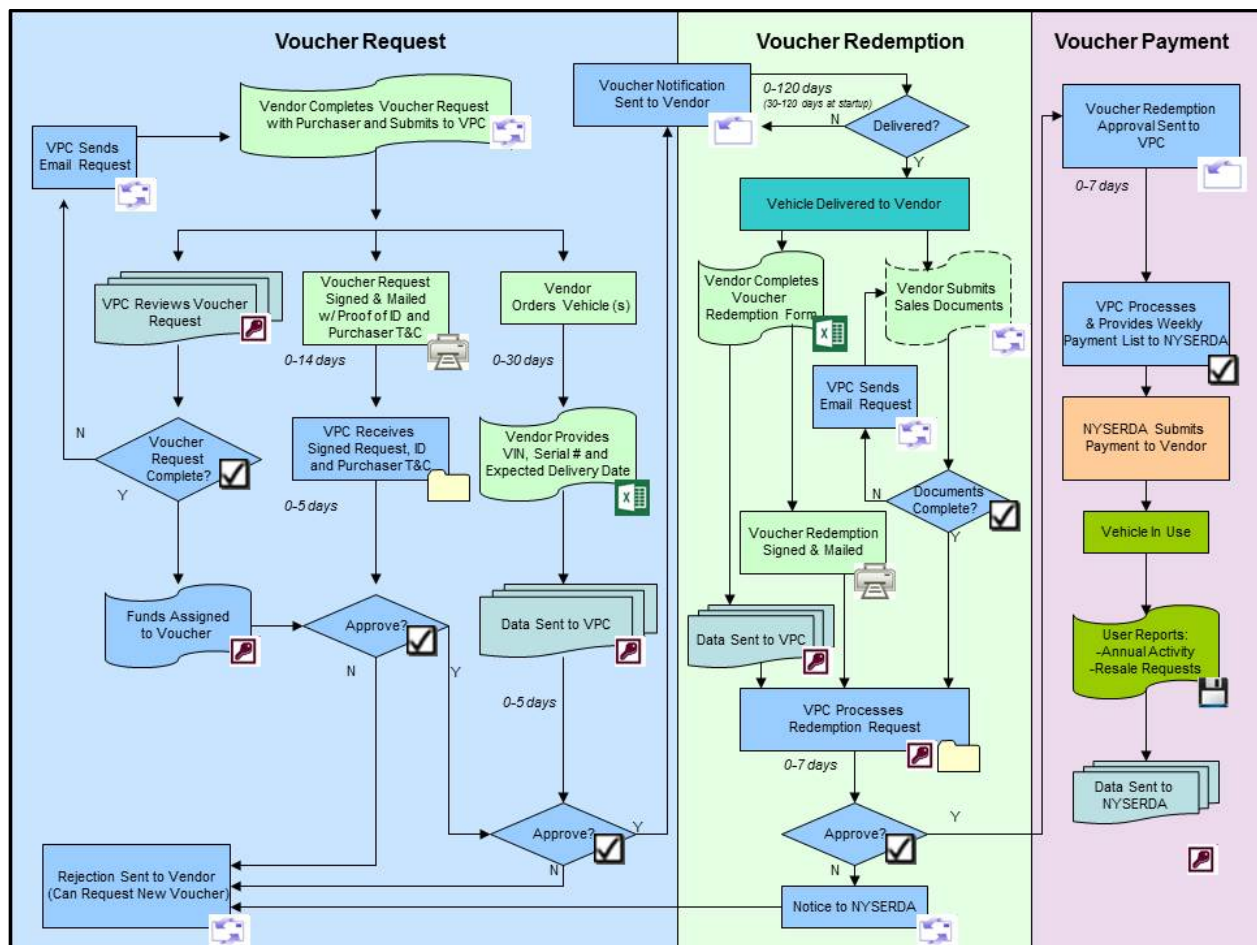 Voucher Request
Vendor Completes Voucher Request
with Purchaser and Submits to VPC
VPC Sends
Email Request
VPC Reviews Voucher
Request
Voucher Request
Signed & Mailed
w/ Proof of ID and
Purchaser T&C
Vendor
Orders Vehicle (s)
0-14 days
0-30 days
N
Voucher
Request
Complete?
Y
VPC Receives
Signed Request, ID
and Purchaser T&C
0-5 days
Vendor Provides
VIN, Serial # and
Expected Delivery Date
Funds Assigned
to Voucher
Approve?
N
Y
Data Sent to VPC
0-5 days
Approve?
Y
N
Rejection Sent to Vendor
(Can Request New Voucher)
Voucher Redemption
Voucher Notification
Sent to Vendor
0-120 days
(30-120 days at startup)
N
Delivered?
Y
Vehicle Delivered to Vendor
Vendor Completes
Voucher
Redemption Form
Vendor Submits
Sales Documents
VPC Sends
Email Request
N
Documents
Complete?
Y
Voucher Redemption
Signed & Mailed
Data Sent to VPC
VPC Processes
Redemption Request
0-7 days
Approve?
Y
N
Notice to NYSERDA
Voucher Payment
Voucher Redemption
Approval Sent to
VPC
0-7 days
VPC Processes
& Provides Weekly
Payment List to NYSERDA
NYSERDA Submits
Payment to Vendor
Vehicle In Use
User Reports:
-Annual Activity
-Resale Requests
Data Sent to
NYSERDA